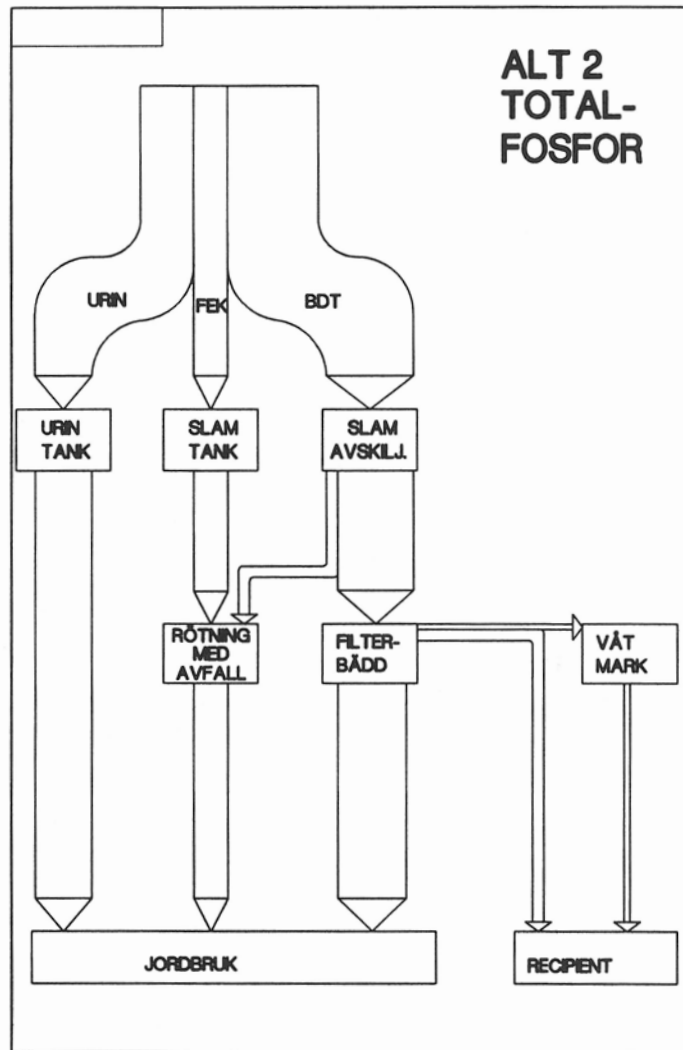 ALT 2
TOTAL-
FOSFOR
URIN
FEK
BDT
URIN
TANK
SLAM
TANK
SLAM
AVSKILJ.
RÖTNING
MED
AVFALL
FILTER-
BÄDD
VÅT
MARK
JORDBRUK
RECIPIENT